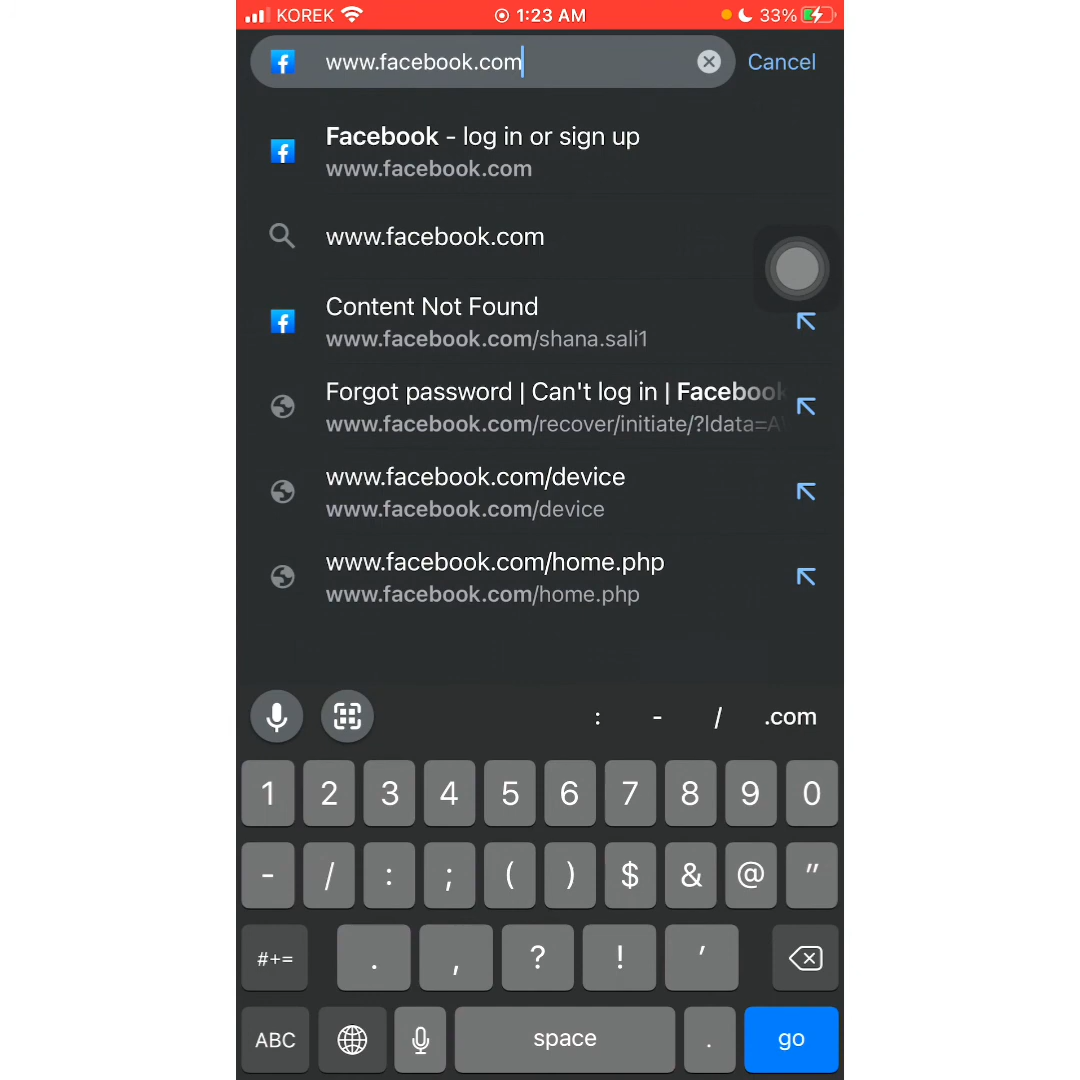 KOREK 1:23 AM 33%
www.facebook.com Cancel
Facebook - log in or sign up
www.facebook.com
www.facebook.com
Content Not Found
www.facebook.com/shana.sali1
Forgot password | Can't log in | Facebook
www.facebook.com/recover/initiate/?ldata=A
www.facebook.com/device
www.facebook.com/device
www.facebook.com/home.php
www.facebook.com/home.php
: - / .com
1 2 3 4 5 6 7 8 9 0
- / : ; ( ) $ & @ "
#+= . , ? ! '
ABC space . go